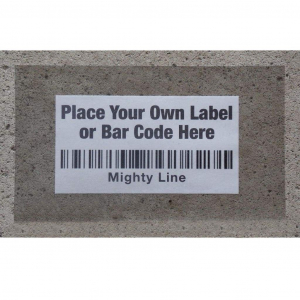 Place Your Own Label
or Bar Code Here
Mighty Line